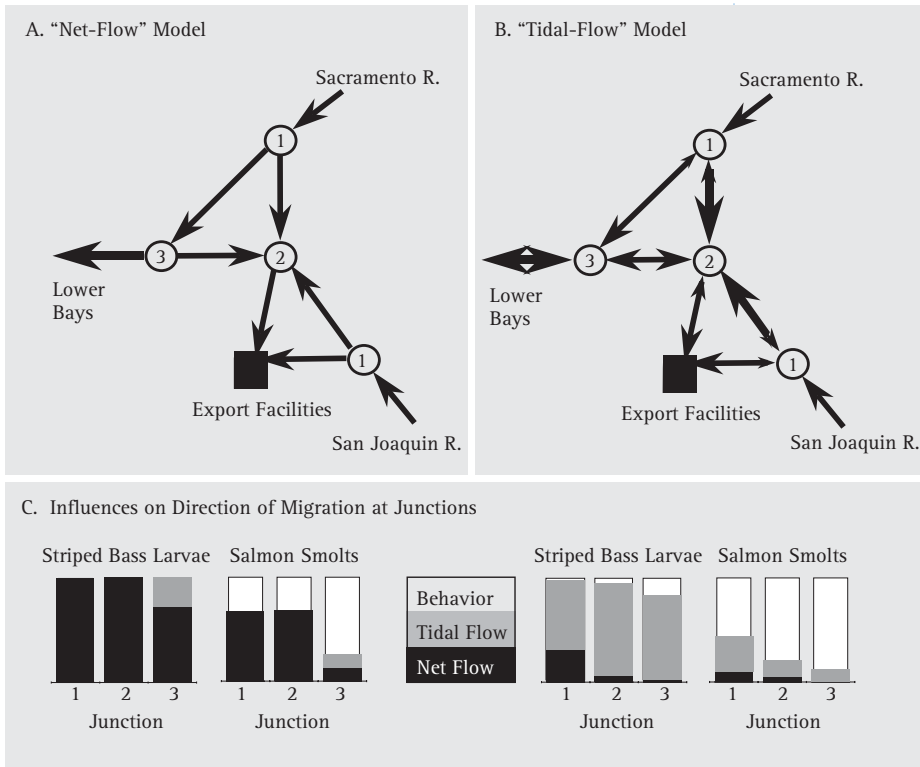 A. “Net-Flow” Model
Sacramento R.
1
3
2
Lower
Bays
1
Export Facilities
San Joaquin R.
B. “Tidal-Flow” Model
Sacramento R.
1
3
2
Lower
Bays
1
Export Facilities
San Joaquin R.
C. Influences on Direction of Migration at Junctions
Striped Bass Larvae
1 2 3
Junction
Salmon Smolts
1 2 3
Junction
Behavior
Tidal Flow
Net Flow
Striped Bass Larvae
1 2 3
Junction
Salmon Smolts
1 2 3
Junction